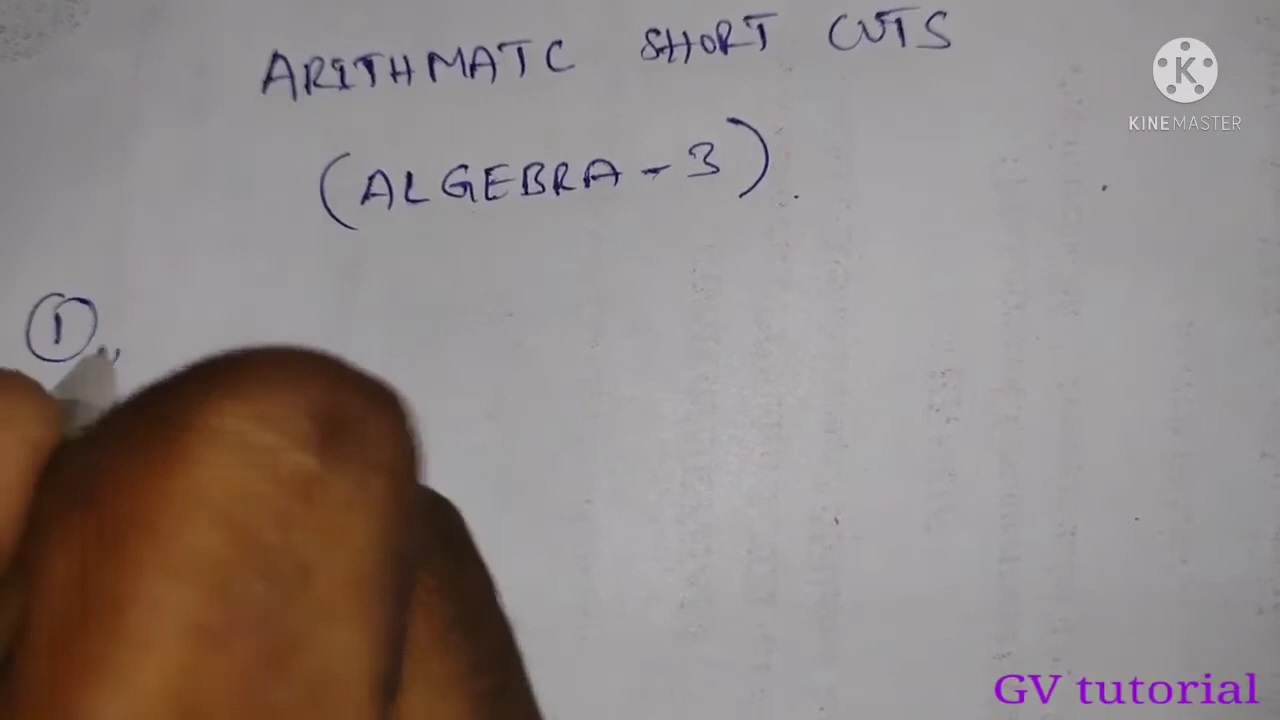 ARITHMATC SHORT CUTS
(ALGEBRA-3).
K
KINEMASTER
①
GV tutorial